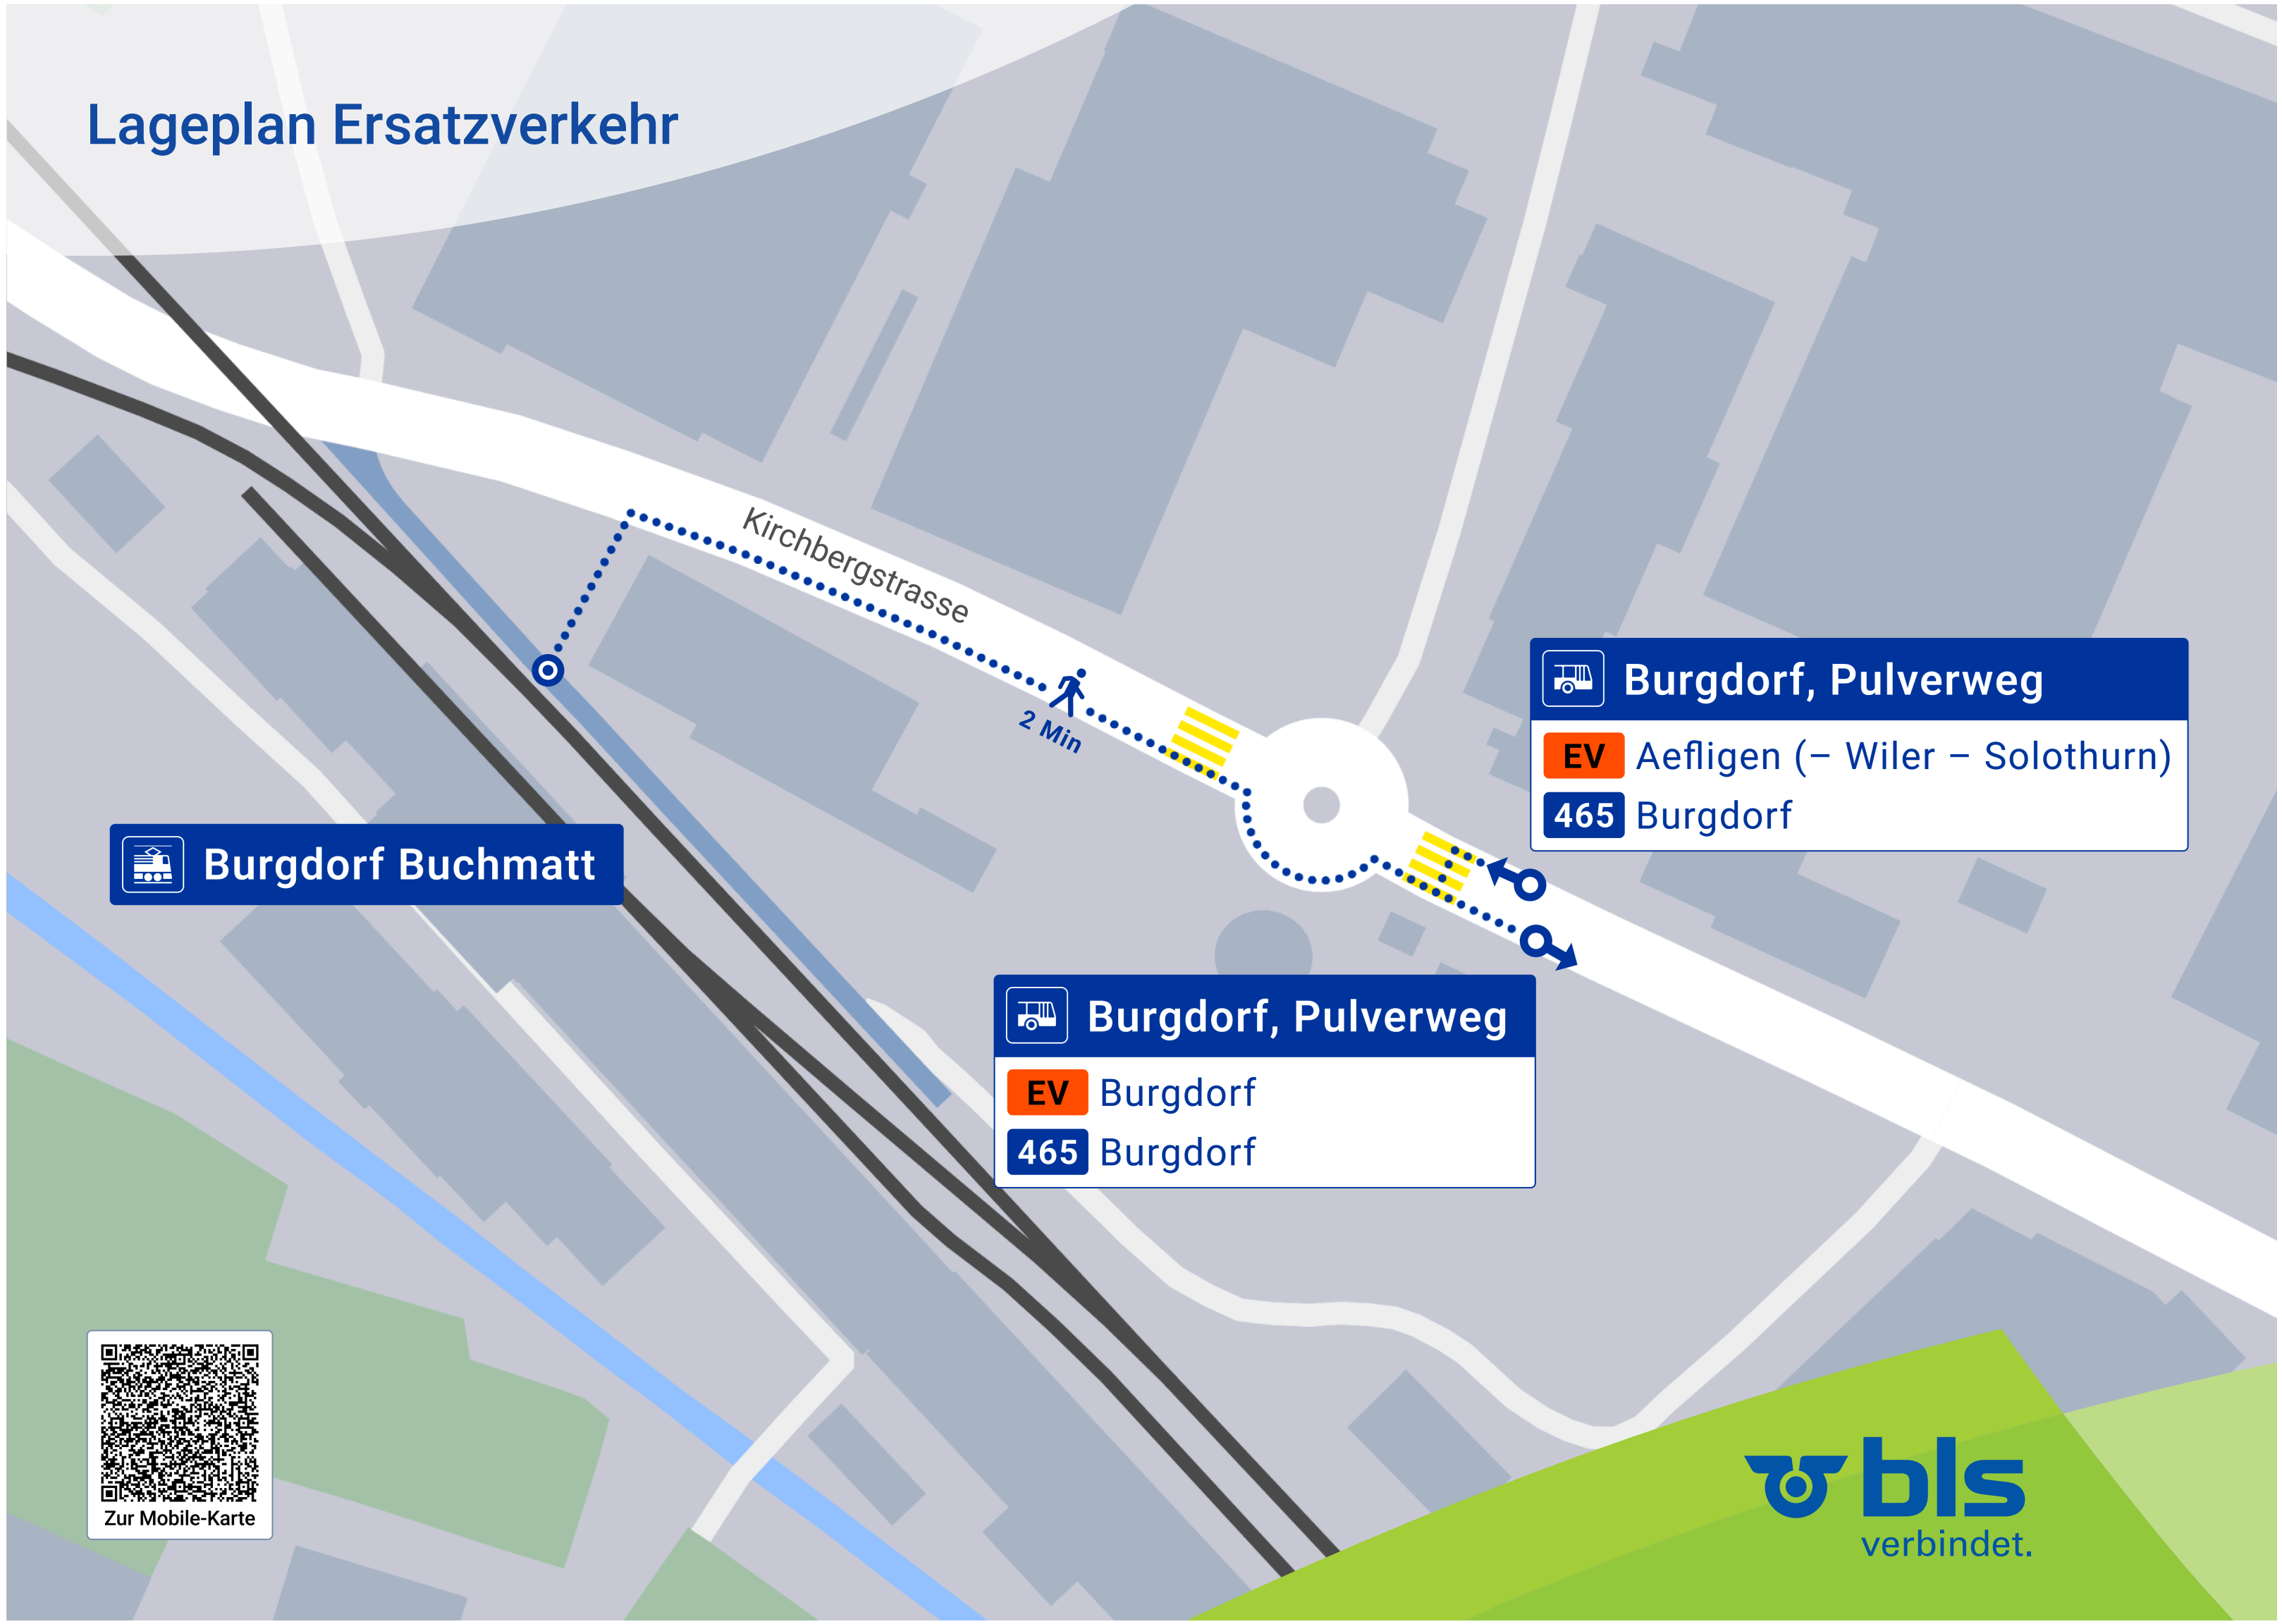 Lageplan Ersatzverkehr
Kirchbergstrasse
2 Min
Burgdorf, Pulverweg
EV Aefligen (– Wiler – Solothurn)
465 Burgdorf
Burgdorf Buchmatt
Burgdorf, Pulverweg
EV Burgdorf
465 Burgdorf
Zur Mobile-Karte
bls
verbindet.